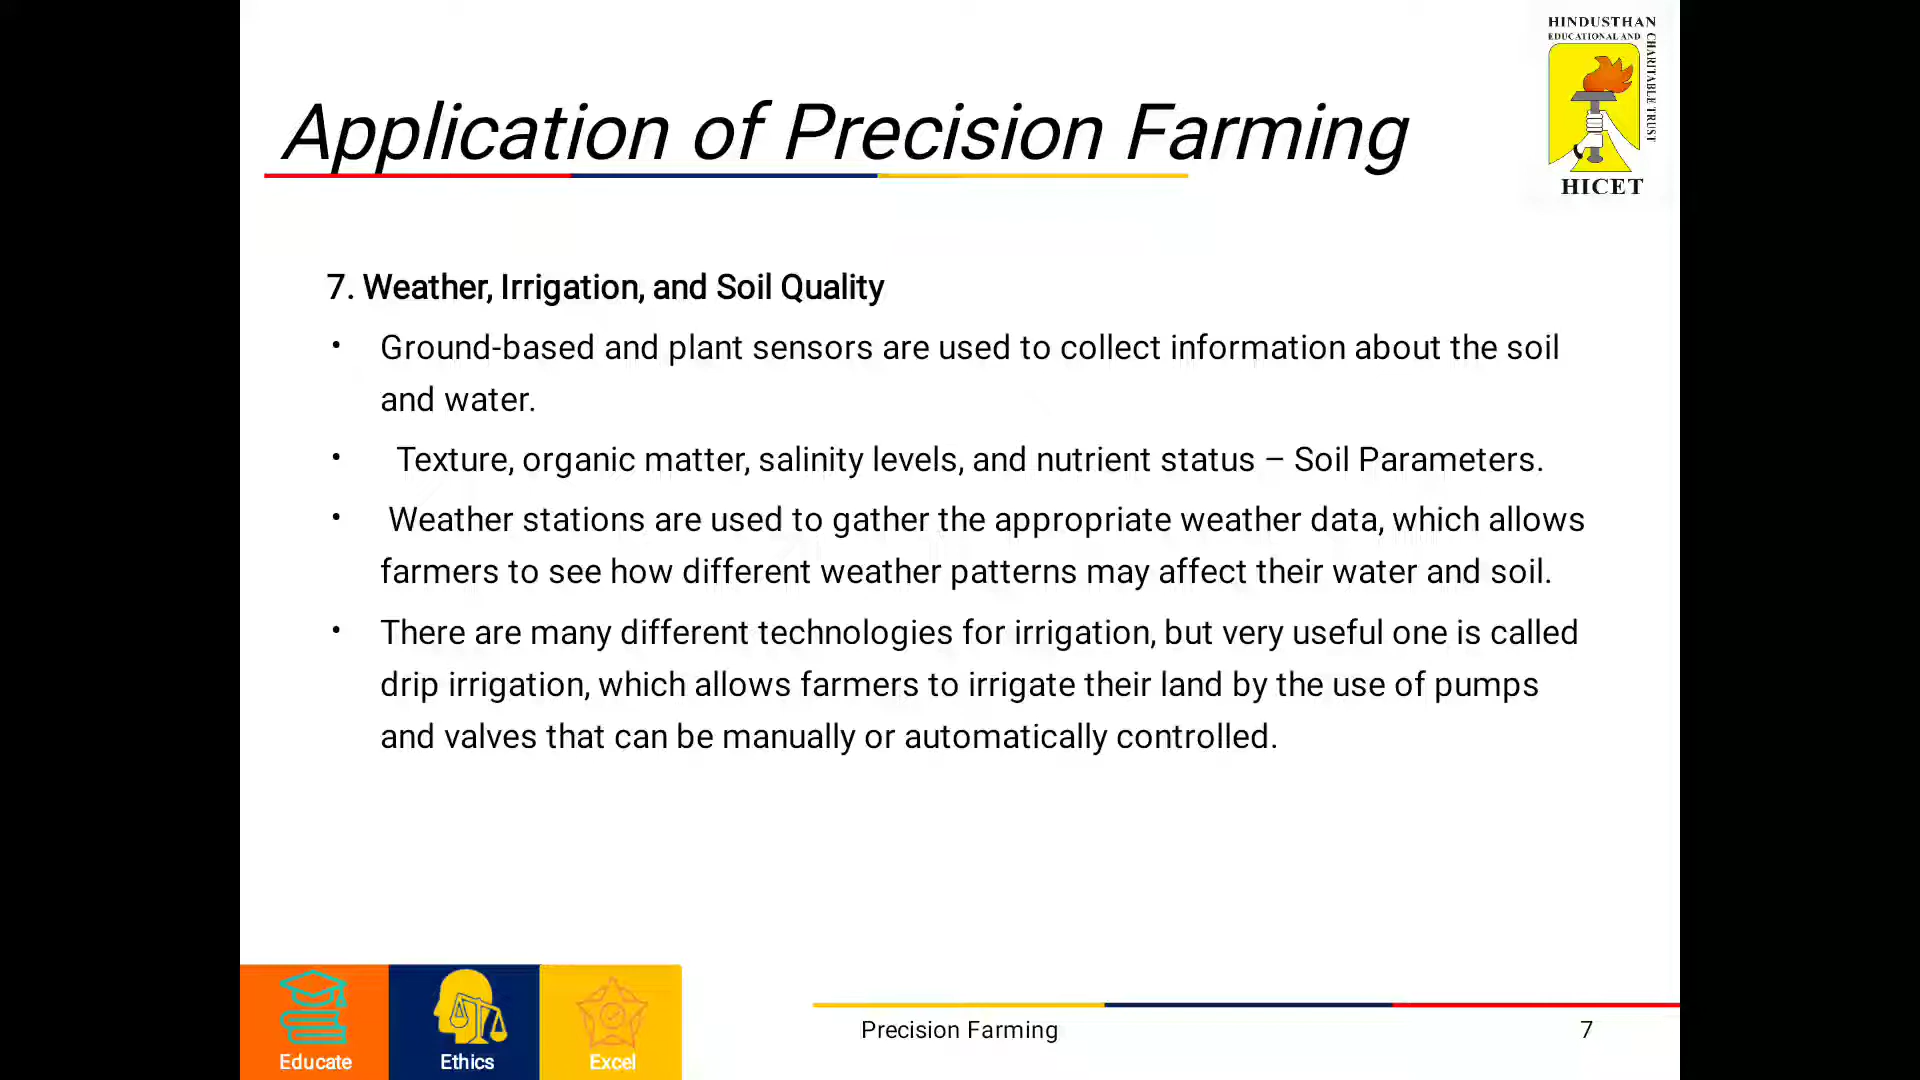 HINDUSTHAN
EDUCATIONAL AND
CHARITABLE TRUST
HICET
Application of Precision Farming
7. Weather, Irrigation, and Soil Quality
• Ground-based and plant sensors are used to collect information about the soil
and water.
• Texture, organic matter, salinity levels, and nutrient status – Soil Parameters.
• Weather stations are used to gather the appropriate weather data, which allows
farmers to see how different weather patterns may affect their water and soil.
• There are many different technologies for irrigation, but very useful one is called
drip irrigation, which allows farmers to irrigate their land by the use of pumps
and valves that can be manually or automatically controlled.
Educate
Ethics
Excel
Precision Farming
7